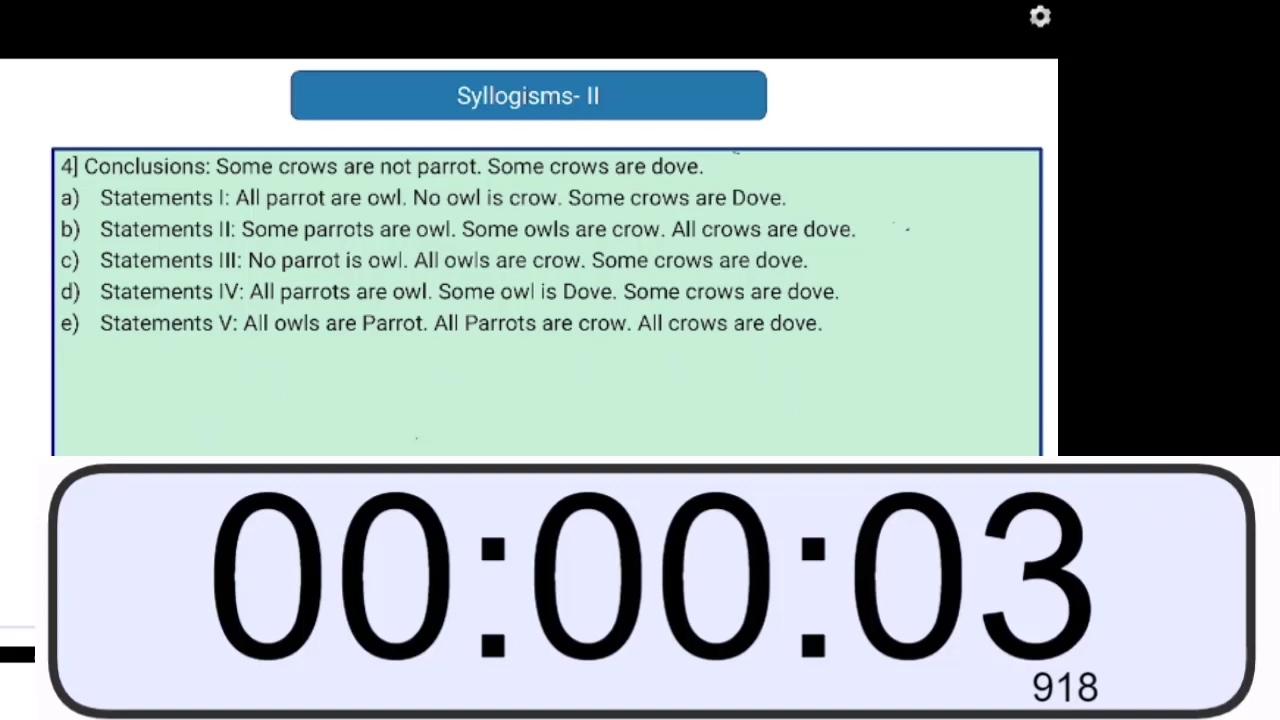 Syllogisms- II
4] Conclusions: Some crows are not parrot. Some crows are dove.
a) Statements I: All parrot are owl. No owl is crow. Some crows are Dove.
b) Statements II: Some parrots are owl. Some owls are crow. All crows are dove.
c) Statements III: No parrot is owl. All owls are crow. Some crows are dove.
d) Statements IV: All parrots are owl. Some owl is Dove. Some crows are dove.
e) Statements V: All owls are Parrot. All Parrots are crow. All crows are dove.
00:00:03
918